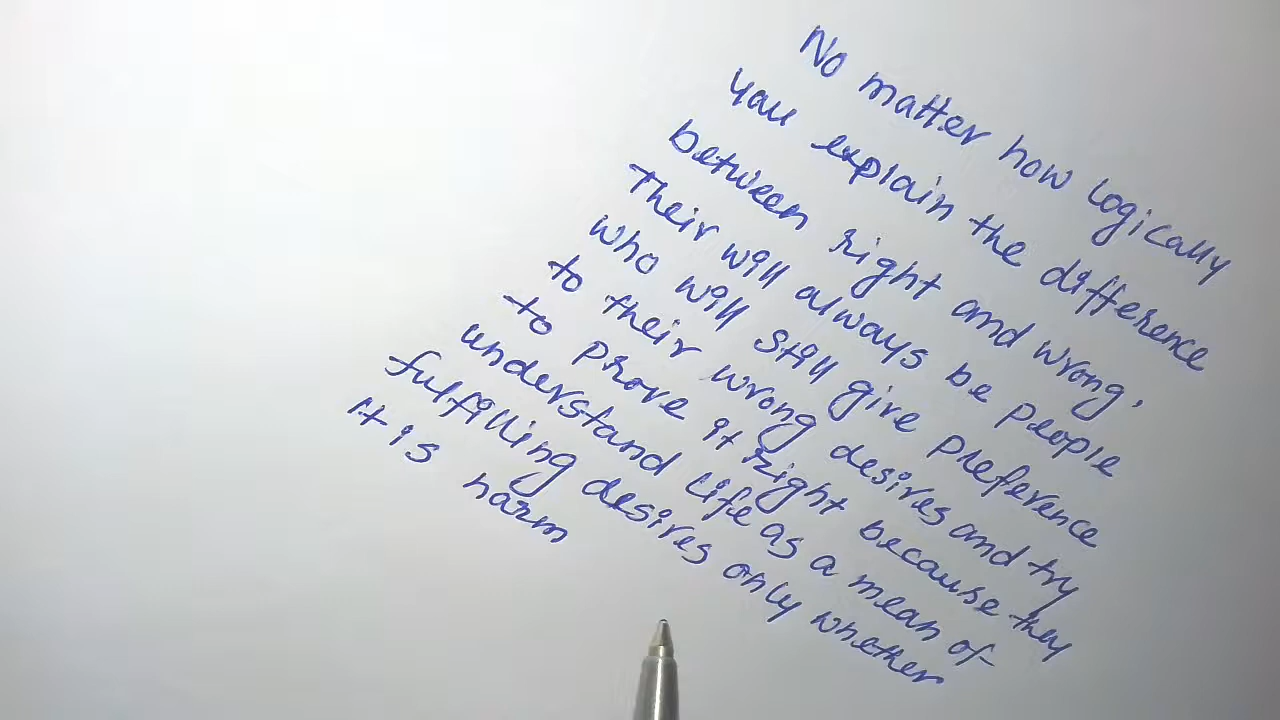 No matter how logically
you explain the difference
between right and wrong,
Their will always be people
who will still give preference
to their wrong desires and try
to prove it right because they
understand life as a mean of
fulfilling desires only whether
It is harm